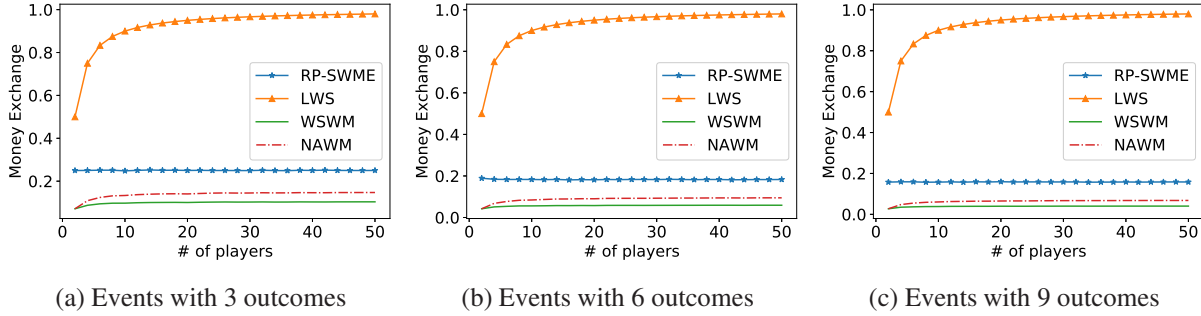 1.0
0.8
0.6
0.4
0.2
Money Exchange
0 10 20 30 40 50
# of players
RP-SWME
LWS
WSWM
NAWM
(a) Events with 3 outcomes
1.0
0.8
0.6
0.4
0.2
0.0
Money Exchange
0 10 20 30 40 50
# of players
RP-SWME
LWS
WSWM
NAWM
(b) Events with 6 outcomes
1.0
0.8
0.6
0.4
0.2
0.0
Money Exchange
0 10 20 30 40 50
# of players
RP-SWME
LWS
WSWM
NAWM
(c) Events with 9 outcomes